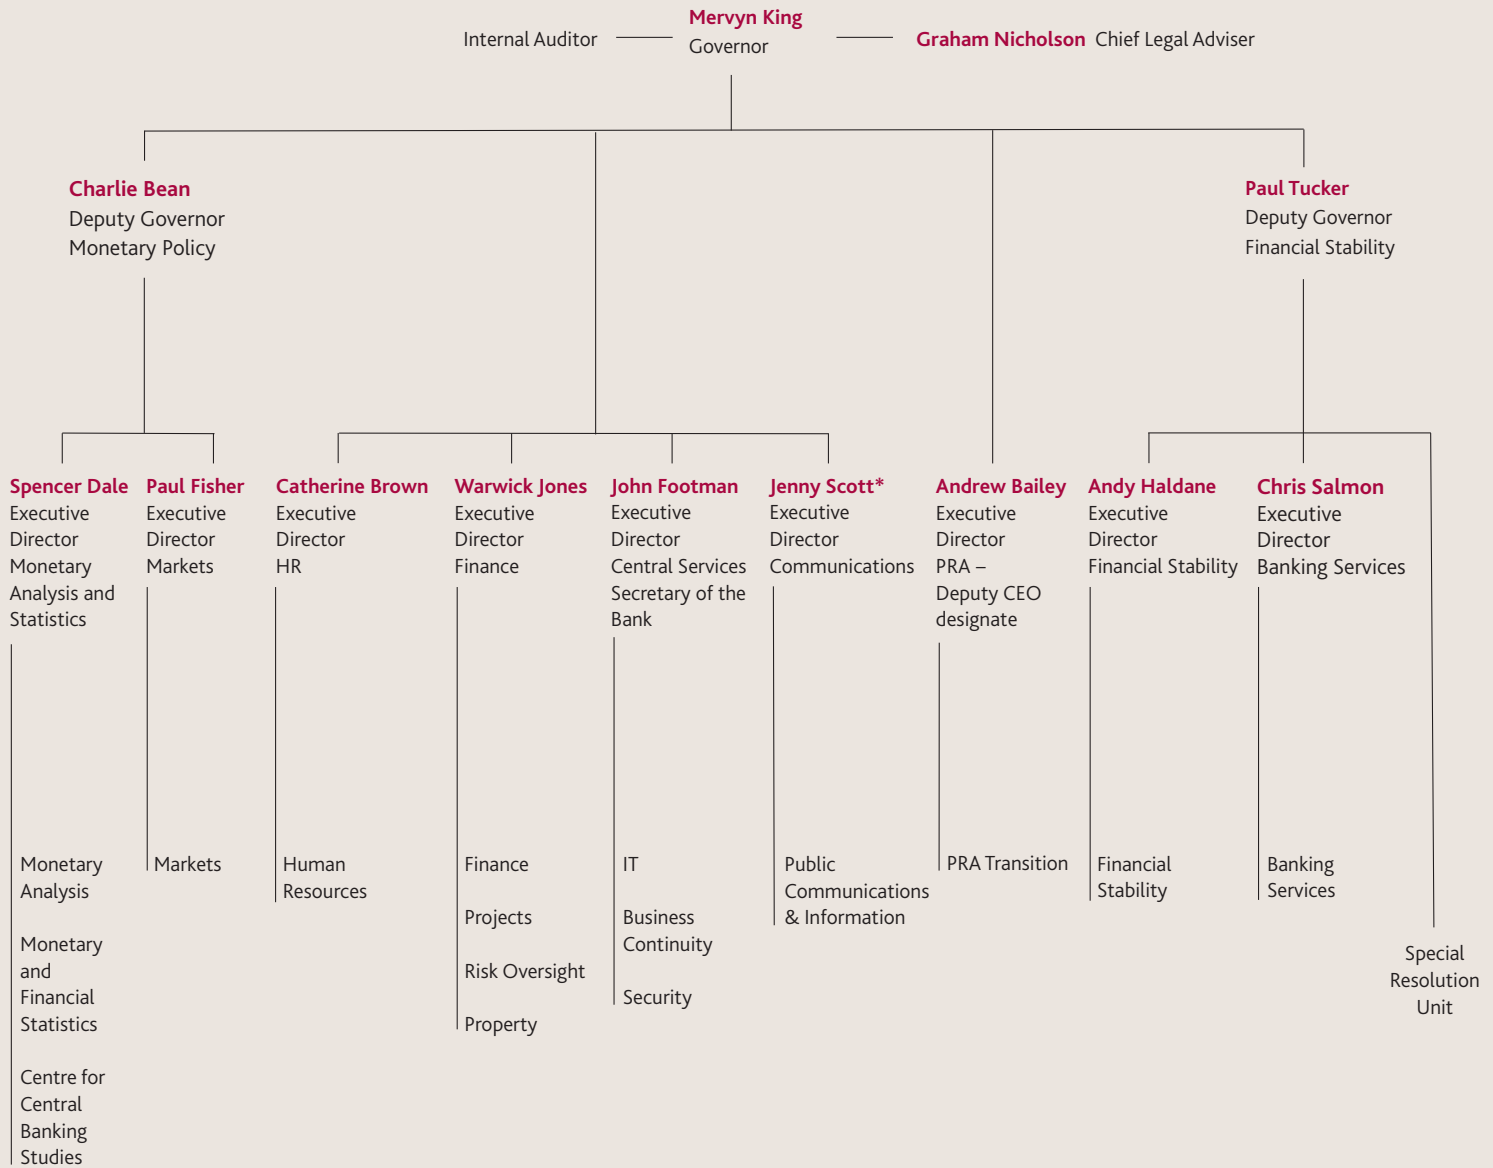 Mervyn King
Governor
Internal Auditor
Graham Nicholson Chief Legal Adviser
Charlie Bean
Deputy Governor
Monetary Policy
Paul Tucker
Deputy Governor
Financial Stability
Spencer Dale
Executive
Director
Monetary
Analysis and
Statistics
Paul Fisher
Executive
Director
Markets
Catherine Brown
Executive
Director
HR
Warwick Jones
Executive
Director
Finance
John Footman
Executive
Director
Central Services
Secretary of the
Bank
Jenny Scott*
Executive
Director
Communications
Andrew Bailey
Executive
Director
PRA –
Deputy CEO
designate
Andy Haldane
Executive
Director
Financial Stability
Chris Salmon
Executive
Director
Banking Services
Monetary
Analysis
Monetary
and
Financial
Statistics
Centre for
Central
Banking
Studies
Markets
Human
Resources
Finance
Projects
Risk Oversight
Property
IT
Business
Continuity
Security
Public
Communications
& Information
PRA Transition
Financial
Stability
Banking
Services
Special
Resolution
Unit